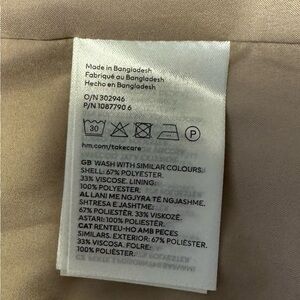 Made in Bangladesh
Fabriqué au Bangladesh
Hecho en Bangladesh
O/N 302946
P/N 1087790 6
30 P
hm.com/takecare
GB WASH WITH SIMILAR COLOURS.
SHELL: 67% POLYESTER.
33% VISCOSE. LINING:
100% POLYESTER.
AL LANI ME NGJYRA TË NGJASHME.
SHTRESA E JASHTME:
67% POLIESTËR. 33% VISKOZË.
ASTARI: 100% POLIESTËR.
CAT RENTEU-HO AMB PECES
SIMILARS. EXTERIOR: 67% POLIÈSTER.
33% VISCOSA. FOLRE:
100% POLIÈSTER.